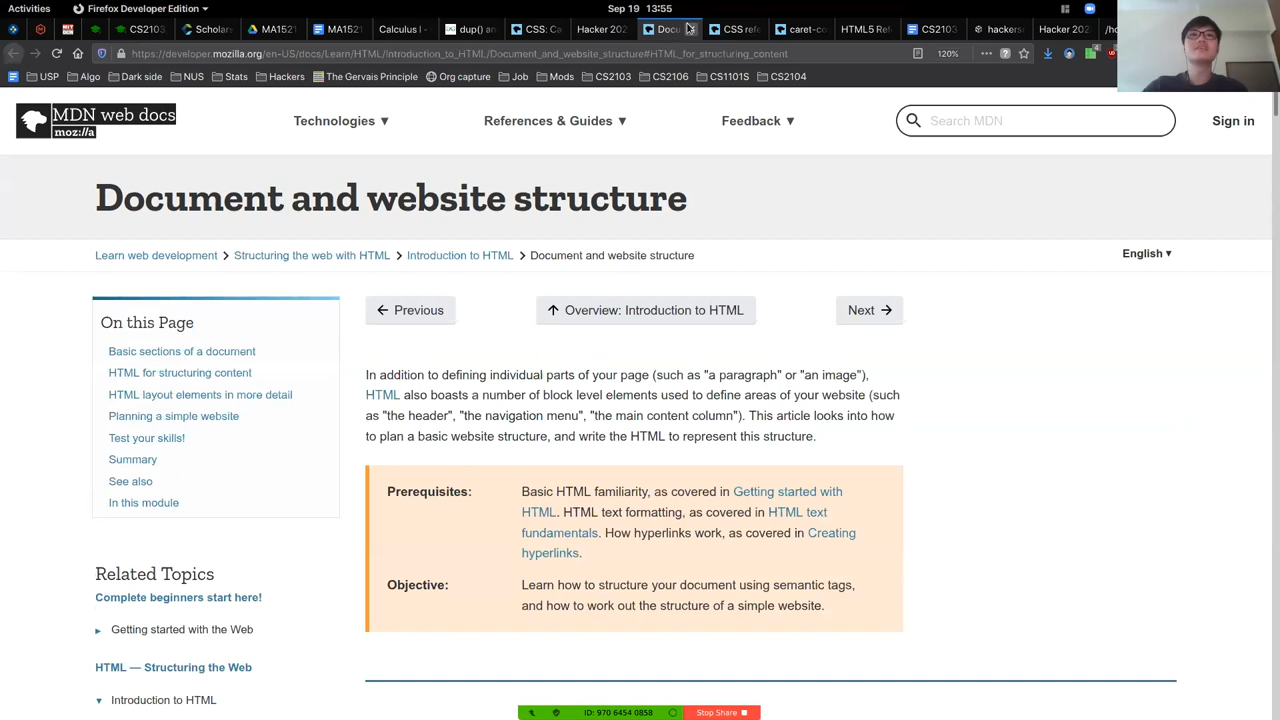 Activities
Firefox Developer Edition
Sep 19 13:55
CS2103
Schola
MA1521
MA1521
Calculus I -
dup() an
CSS: Ca
Hacker 202
Docu
CSS ref
caret-co
HTML5 Re
CS2103
hackers
Hacker 202
https://developer.mozilla.org/en-US/docs/Learn/HTML/Introduction_to_HTML/Document_and_website_structure#HTML_for_structuring_content
120%
USP
Algo
Dark side
NUS
Stats
Hackers
The Gervais Principle
Org capture
Job
Mods
CS2103
CS2106
CS1101S
CS2104
MDN web docs
moz://a
Technologies ▼
References & Guides ▼
Feedback ▼
Search MDN
Sign in
Document and website structure
Learn web development > Structuring the web with HTML > Introduction to HTML > Document and website structure
English ▼
On this Page
Basic sections of a document
HTML for structuring content
HTML layout elements in more detail
Planning a simple website
Test your skills!
Summary
See also
In this module
Related Topics
Complete beginners start here!
Getting started with the Web
HTML — Structuring the Web
Introduction to HTML
← Previous
↑ Overview: Introduction to HTML
Next →
In addition to defining individual parts of your page (such as "a paragraph" or "an image"),
HTML also boasts a number of block level elements used to define areas of your website (such
as "the header", "the navigation menu", "the main content column"). This article looks into how
to plan a basic website structure, and write the HTML to represent this structure.
Prerequisites:
Basic HTML familiarity, as covered in Getting started with
HTML. HTML text formatting, as covered in HTML text
fundamentals. How hyperlinks work, as covered in Creating
hyperlinks.
Objective:
Learn how to structure your document using semantic tags,
and how to work out the structure of a simple website.
ID: 970 6454 0858
Stop Share